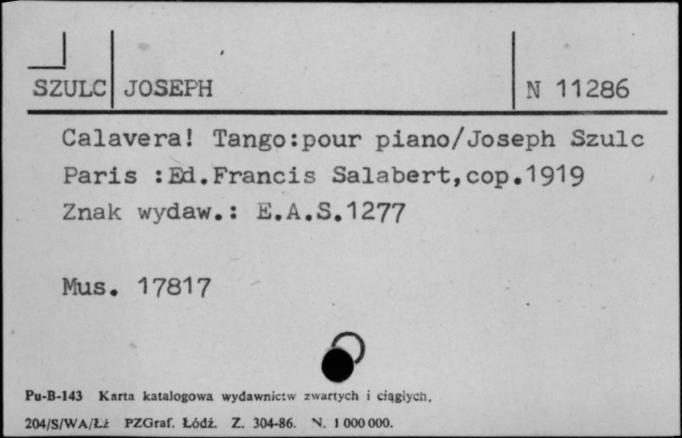 SZULC JOSEPH N 11286
Calavera! Tango:pour piano/Joseph Szulc
Paris :Ed.Francis Salabert,cop.1919
Znak wydaw.: E.A.S.1277
Mus. 17817
Pu-B-143 Karta katalogowa wydawnictw zwartych i ciągłych.
204/S/WA/Łż PZGraf. Łódź. Z. 304-86. N. 1 000 000.